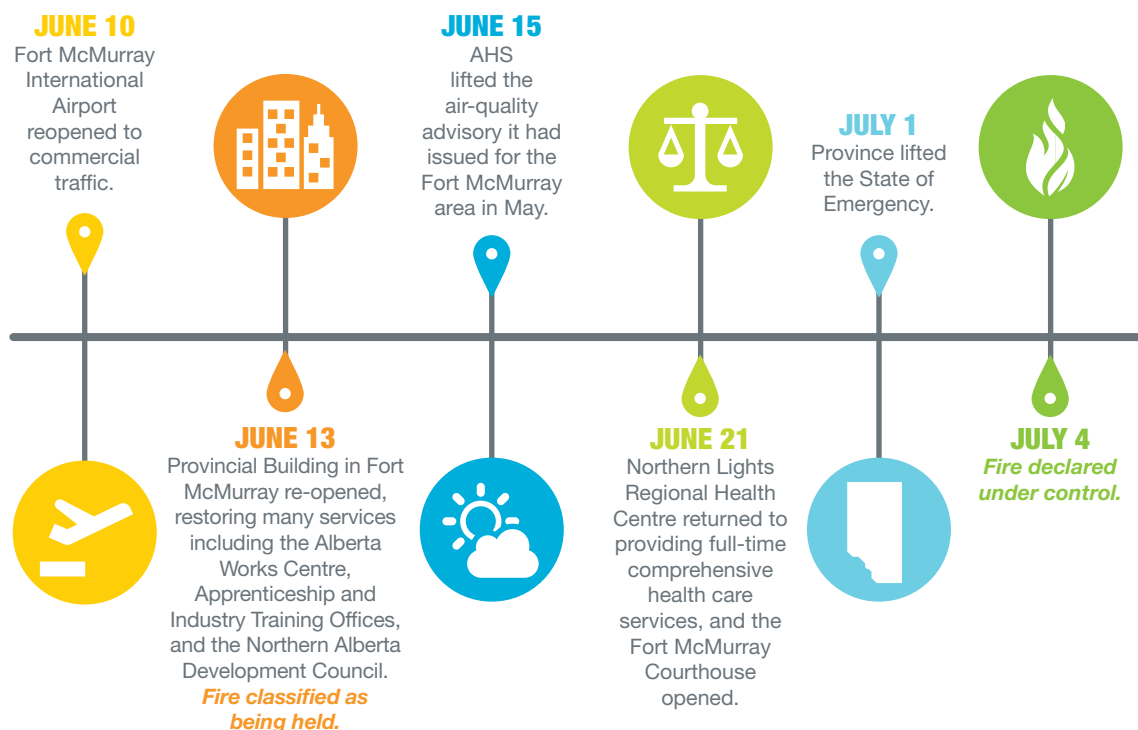 JUNE 10
Fort McMurray
International
Airport
reopened to
commercial
traffic.
JUNE 13
Provincial Building in Fort
McMurray re-opened,
restoring many services
including the Alberta
Works Centre,
Apprenticeship and
Industry Training Offices,
and the Northern Alberta
Development Council.
Fire classified as
being held.
JUNE 15
AHS
lifted the
air-quality
advisory it had
issued for the
Fort McMurray
area in May.
JUNE 21
Northern Lights
Regional Health
Centre returned to
providing full-time
comprehensive
health care
services, and the
Fort McMurray
Courthouse
opened.
JULY 1
Province lifted
the State of
Emergency.
JULY 4
Fire declared
under control.